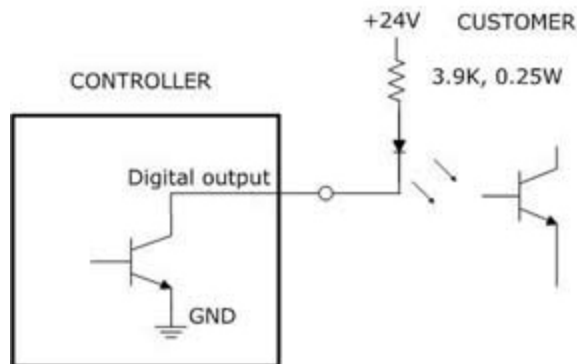 +24V CUSTOMER
3.9K, 0.25W
CONTROLLER
Digital output
GND